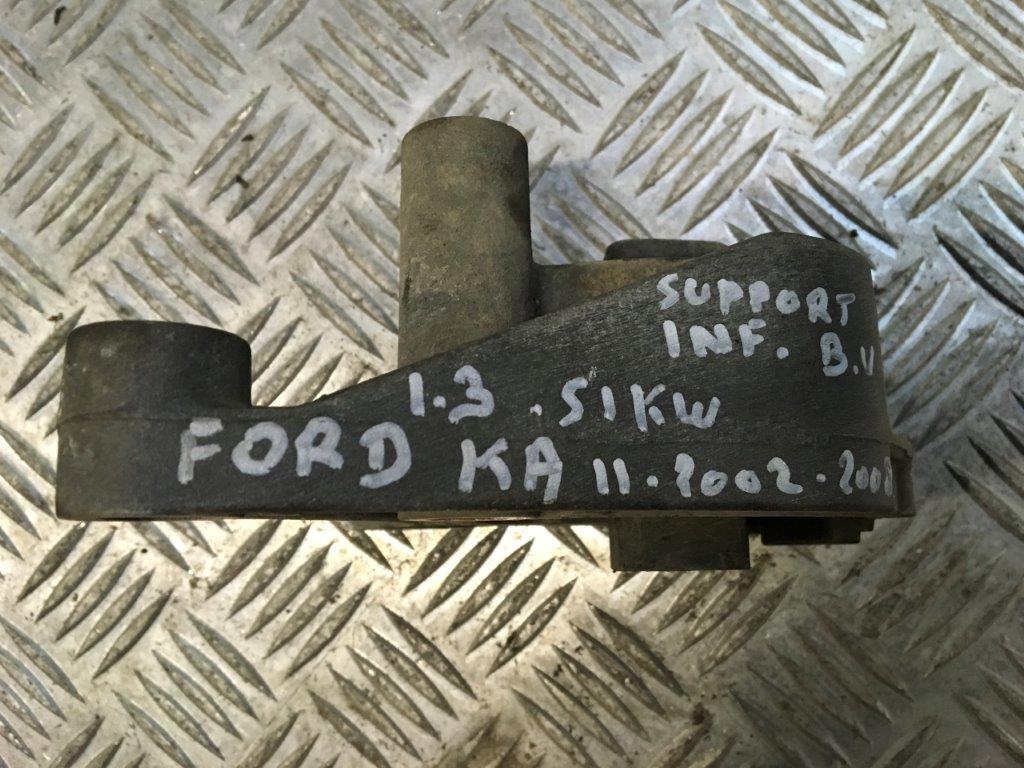 SUPPORT
INF. B.V
1.3 .51KW
FORD KA 11.2002.2008